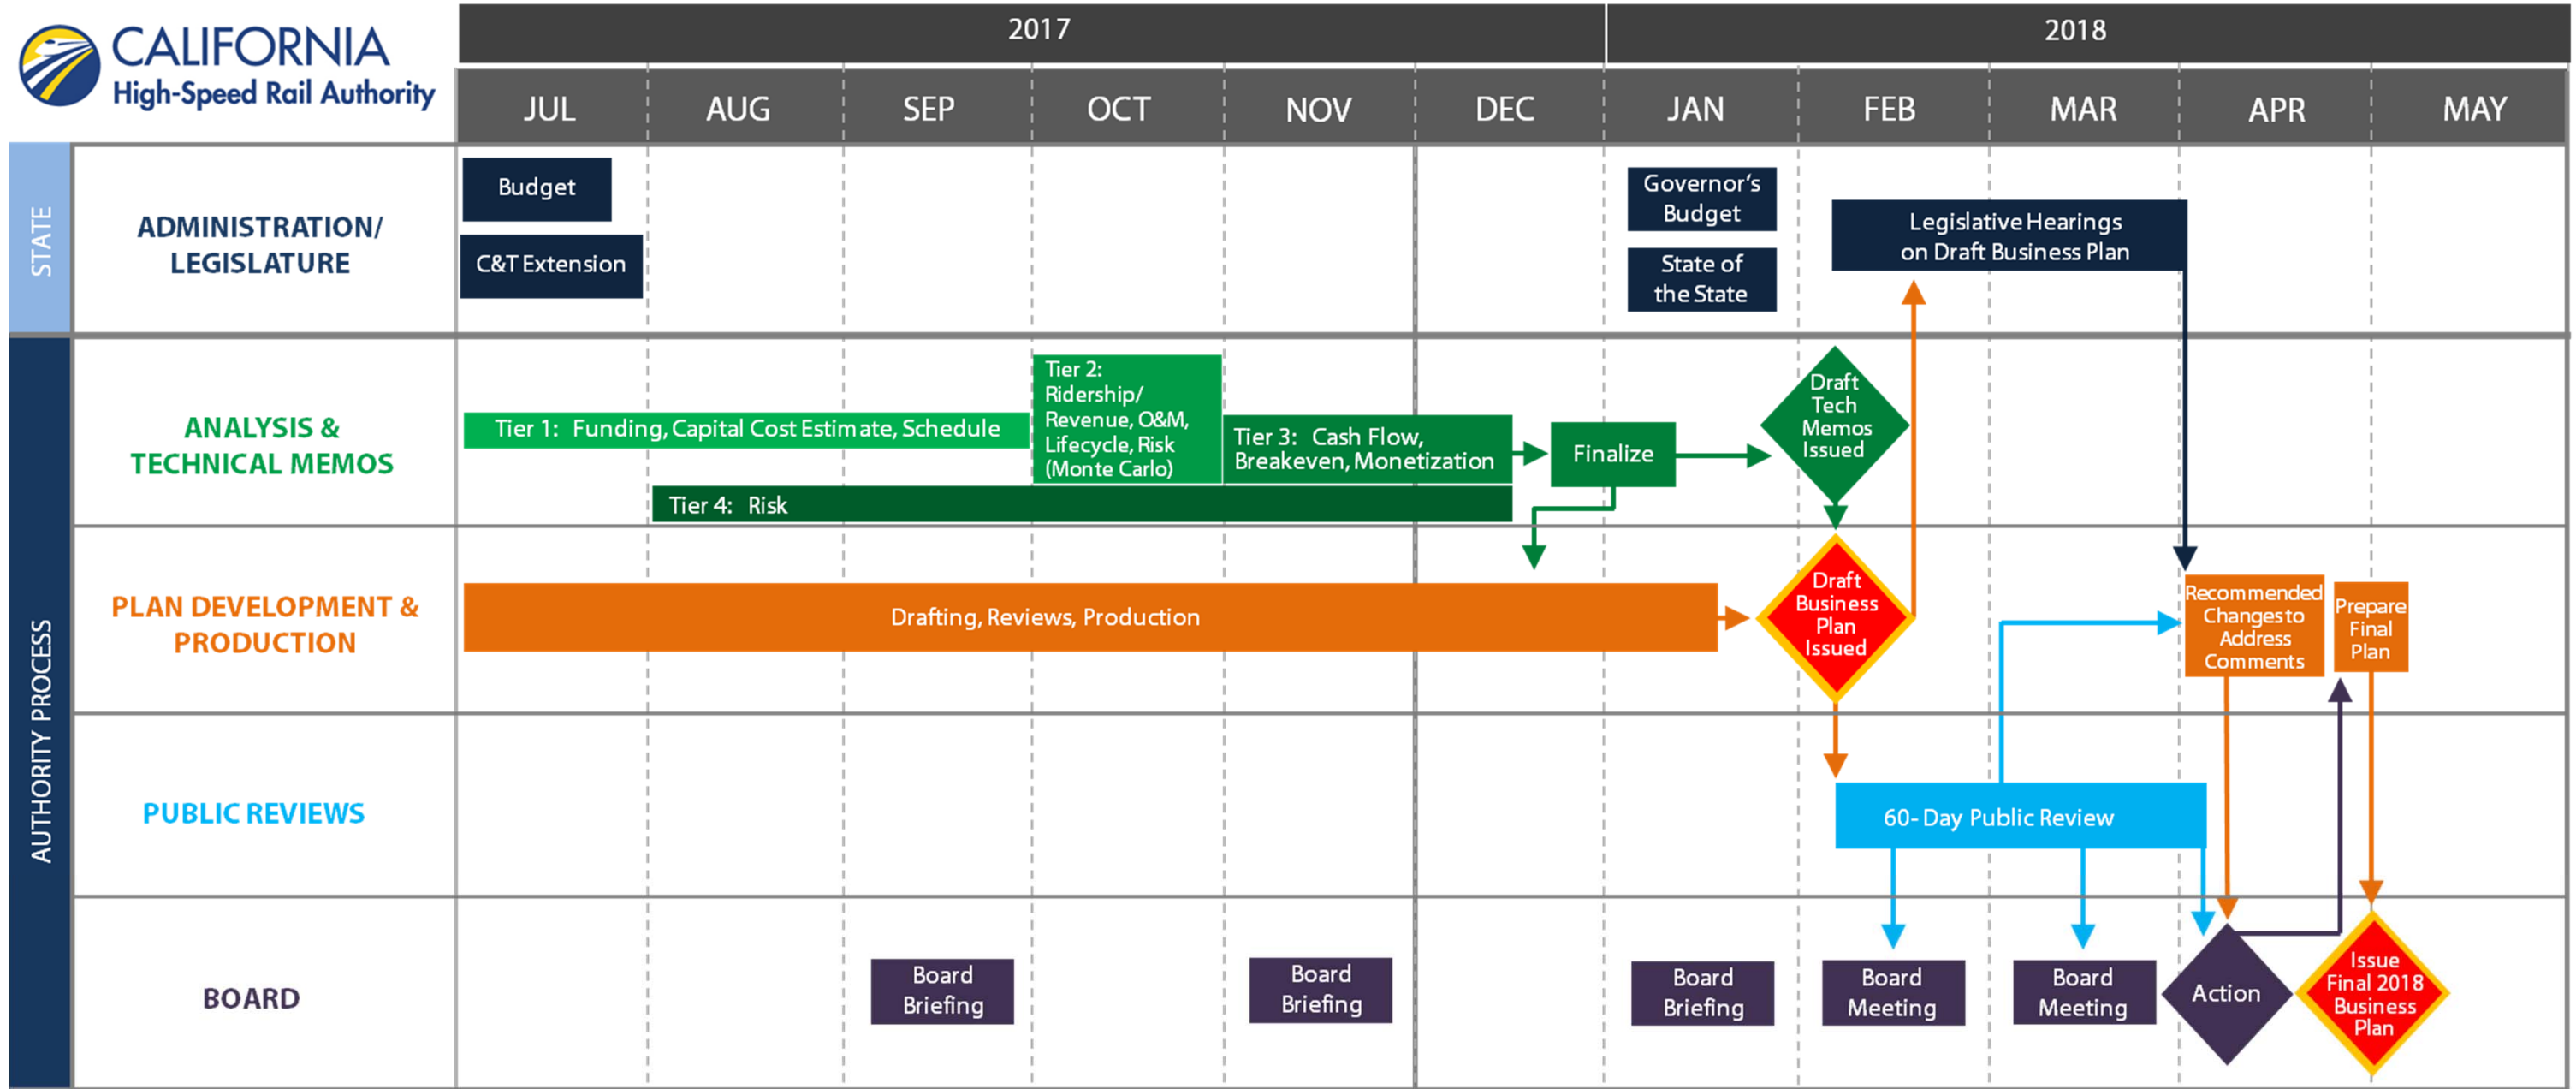 CALIFORNIA
High-Speed Rail Authority
2017
2018
JUL
AUG
SEP
OCT
NOV
DEC
JAN
FEB
MAR
APR
MAY
STATE
ADMINISTRATION/
LEGISLATURE
Budget
C&T Extension
Governor's
Budget
State of
the State
Legislative Hearings
on Draft Business Plan
AUTHORITY PROCESS
ANALYSIS &
TECHNICAL MEMOS
Tier 1: Funding, Capital Cost Estimate, Schedule
Tier 2:
Ridership/
Revenue, O&M,
Lifecycle, Risk
(Monte Carlo)
Tier 3: Cash Flow,
Breakeven, Monetization
Tier 4: Risk
Finalize
Draft
Tech
Memos
Issued
PLAN DEVELOPMENT &
PRODUCTION
Drafting, Reviews, Production
Draft
Business
Plan
Issued
Recommended
Changes to
Address
Comments
Prepare
Final
Plan
PUBLIC REVIEWS
60- Day Public Review
BOARD
Board
Briefing
Board
Briefing
Board
Briefing
Board
Meeting
Board
Meeting
Action
Issue
Final 2018
Business
Plan